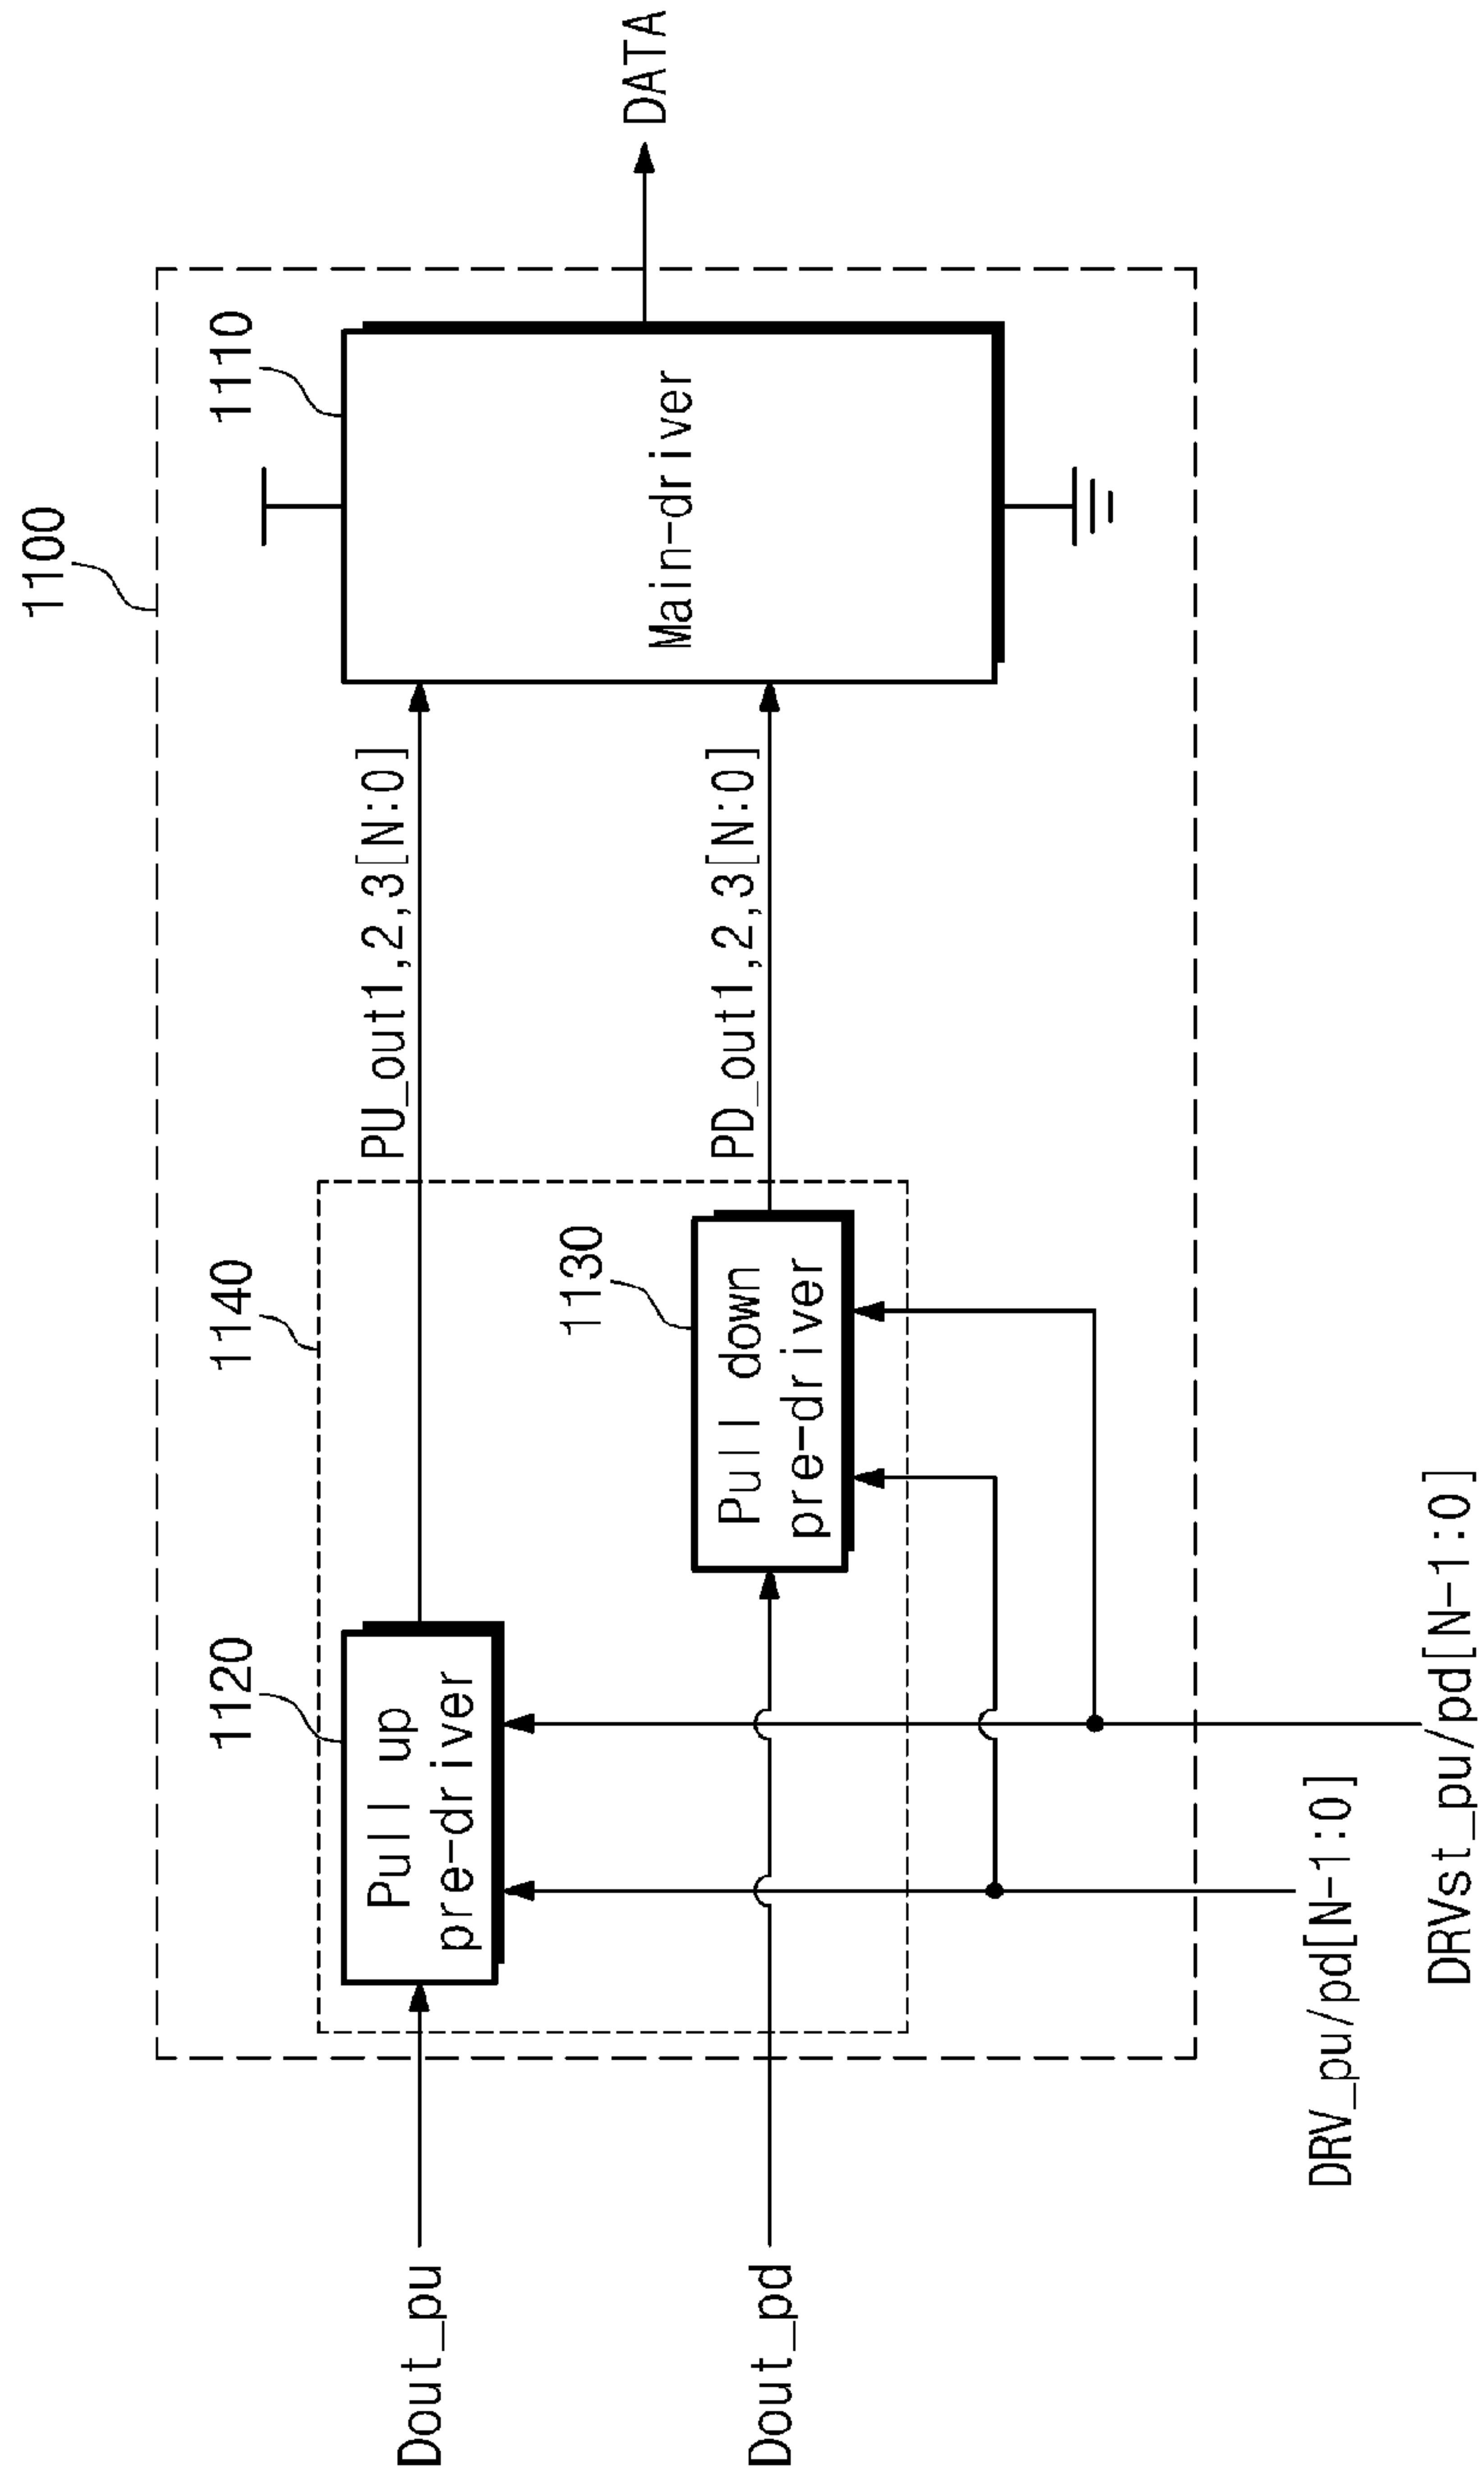 1100
1140
1120
1110
Dout_pu
Pull up
pre-driver
PU_out1,2,3[N:0]
Main-driver
DATA
1130
Dout_pd
Pull down
pre-driver
PD_out1,2,3[N:0]
DRV_pu/pd[N-1:0]
DRVst_pu/pd[N-1:0]